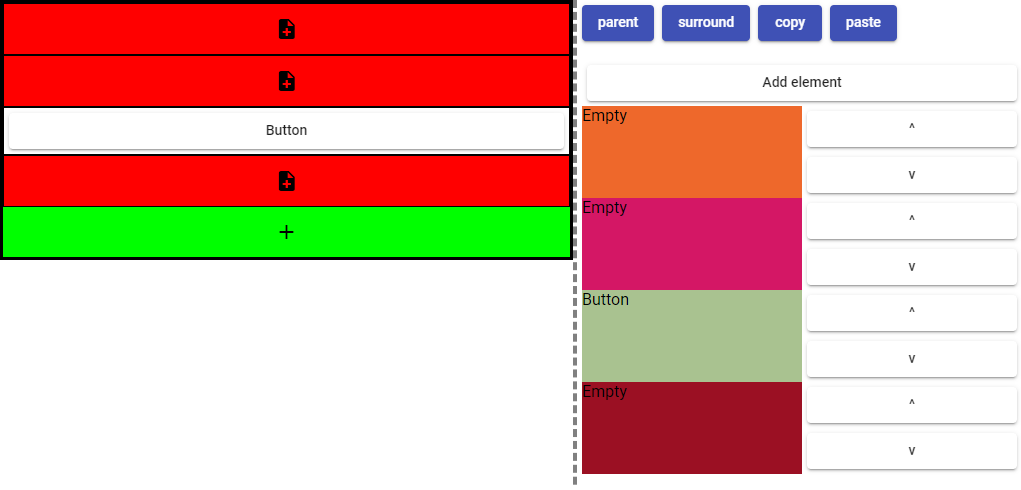 Button
parent surround copy paste
Add element
Empty
^
v
Empty
^
v
Button
^
v
Empty
^
v